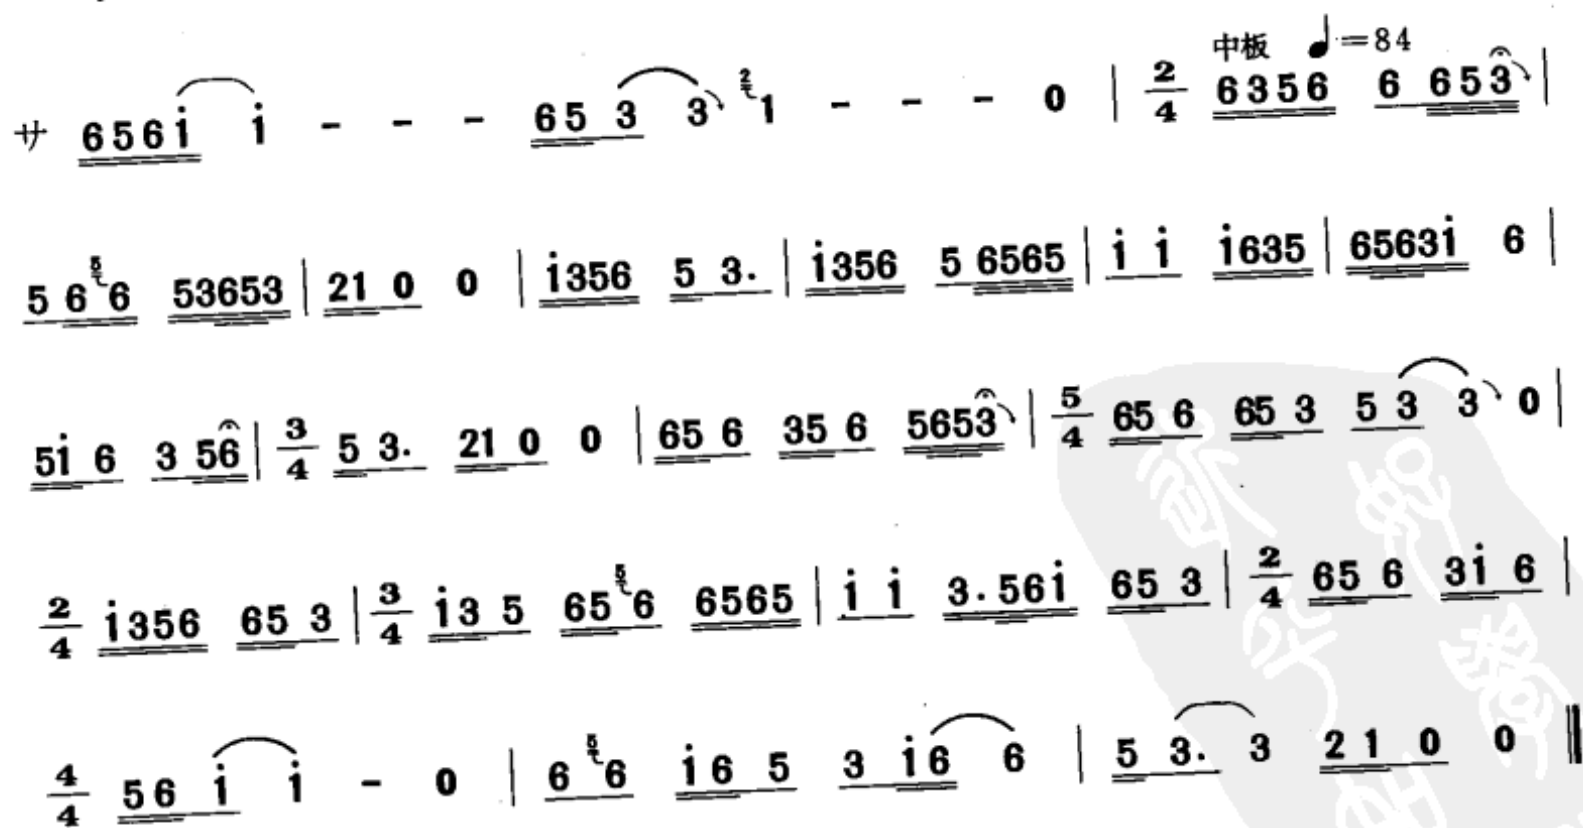 中板 ♩=84
サ 656i i - - - 65 3 3 2 1 - - - 0 | 2/4 6356 6 653 |
5 6 5 6 53653 | 21 0 0 | i356 5 3. | i356 5 6565 | i i i635 | 6563i 6 |
5i 6 3 56 | 3/4 5 3. 21 0 0 | 65 6 35 6 5653 | 5/4 65 6 65 3 5 3 3 0 |
2/4 i356 65 3 | 3/4 i3 5 65 5 6 6565 | i i 3.56i 65 3 | 2/4 65 6 3i 6 |
4/4 56 i i - 0 | 6 5 6 i6 5 3 i6 6 | 5 3. 3 21 0 0 ‖